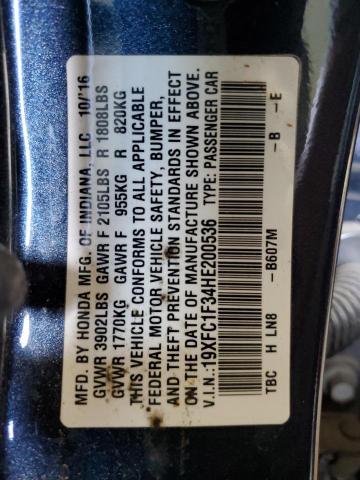 MFD. BY HONDA MFG. OF INDIANA, LLC 10/16
GVWR 3902LBS GAWR F 2105LBS R 1808LBS
GVWR 1770KG GAWR F 955KG R 820KG
THIS VEHICLE CONFORMS TO ALL APPLICABLE
FEDERAL MOTOR VEHICLE SAFETY, BUMPER,
AND THEFT PREVENTION STANDARDS IN EFFECT
ON THE DATE OF MANUFACTURE SHOWN ABOVE.
V.I.N.: 19XFC1F34HE200536 TYPE: PASSENGER CAR
TBC H LN8 -B607M -B -E